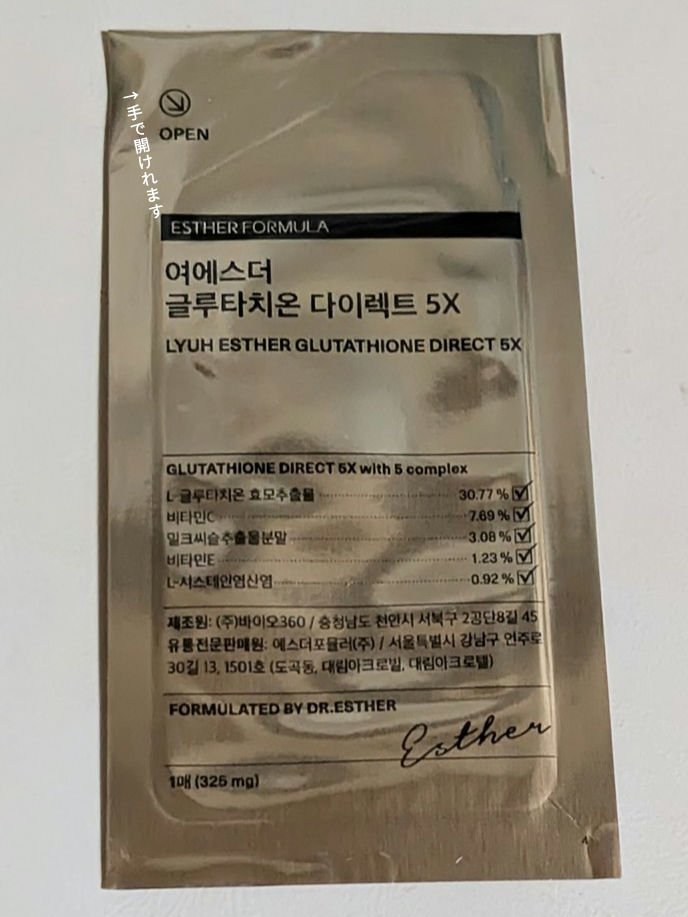 →手で開けれます
OPEN
ESTHER FORMULA
여에스더
글루타치온 다이렉트 5X
LYUH ESTHER GLUTATHIONE DIRECT 5X
GLUTATHIONE DIRECT 5X with 5 complex
L-글루타치온 효모추출물 30.77 %
비타민C 7.69 %
밀크씨슬추출물분말 3.08 %
비타민E 1.23 %
L-시스테인염산염 0.92 %
제조원: (주)바이오360 / 충청남도 천안시 서북구 2공단8길 45
유통전문판매원: 에스더포뮬러(주) / 서울특별시 강남구 언주로
30길 13, 1501호 (도곡동, 대림아크로빌, 대림아크로텔)
FORMULATED BY DR.ESTHER
Esther
1매 (325 mg)